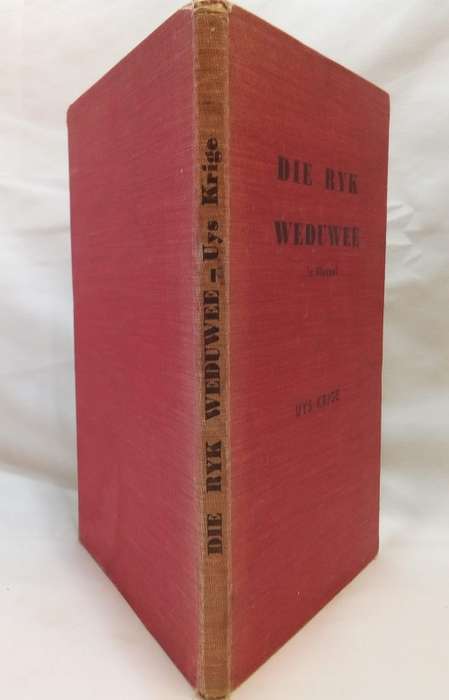 DIE RYK WEDUWEE - Uys Krige
DIE RYK
WEDUWEE
UYS KRIGE